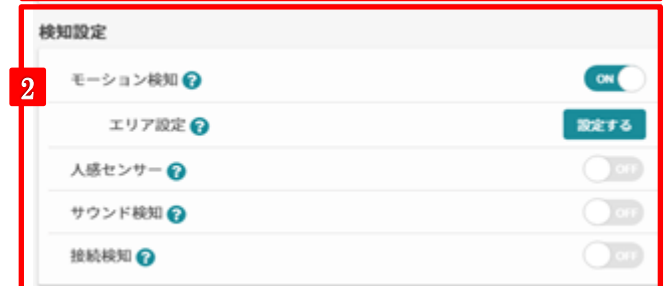 検知設定
2
モーション検知 ?
ON
エリア設定 ?
設定する
人感センサー ?
OFF
サウンド検知 ?
OFF
接続検知 ?
OFF